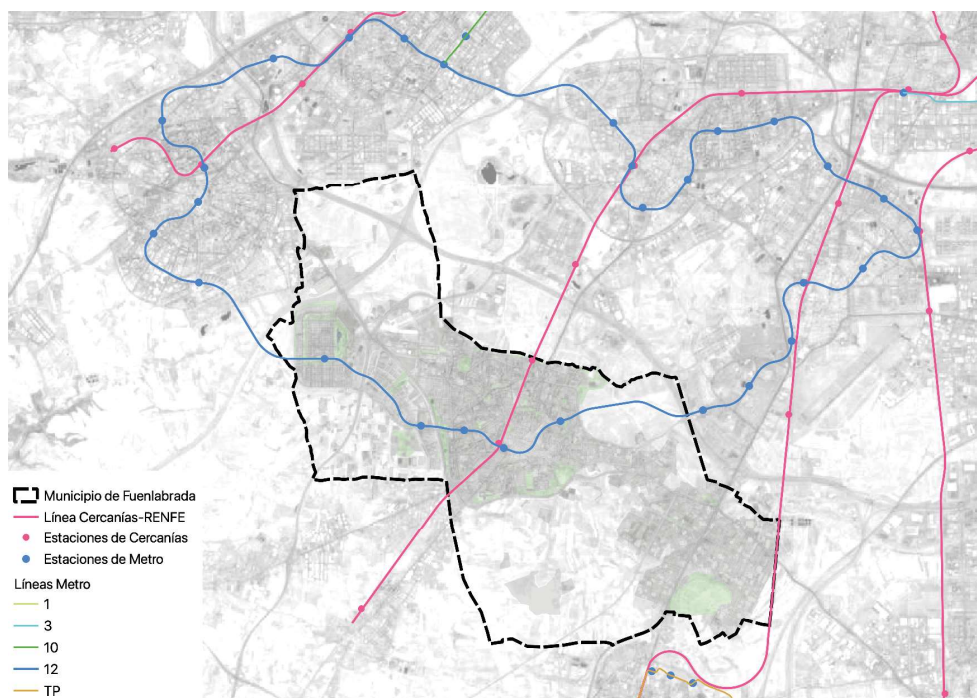 Municipio de Fuenlabrada
Línea Cercanías-RENFE
Estaciones de Cercanías
Estaciones de Metro
Líneas Metro
1
3
10
12
TP